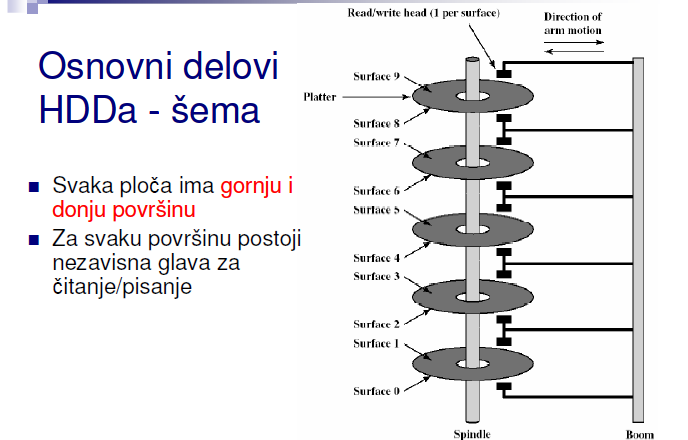 Osnovni delovi
HDDa - šema
Svaka ploča ima gornju i
donju površinu
Za svaku površinu postoji
nezavisna glava za
čitanje/pisanje
Read/write head (1 per surface)
Direction of
arm motion
Surface 9
Platter
Surface 8
Surface 7
Surface 6
Surface 5
Surface 4
Surface 3
Surface 2
Surface 1
Surface 0
Spindle
Boom